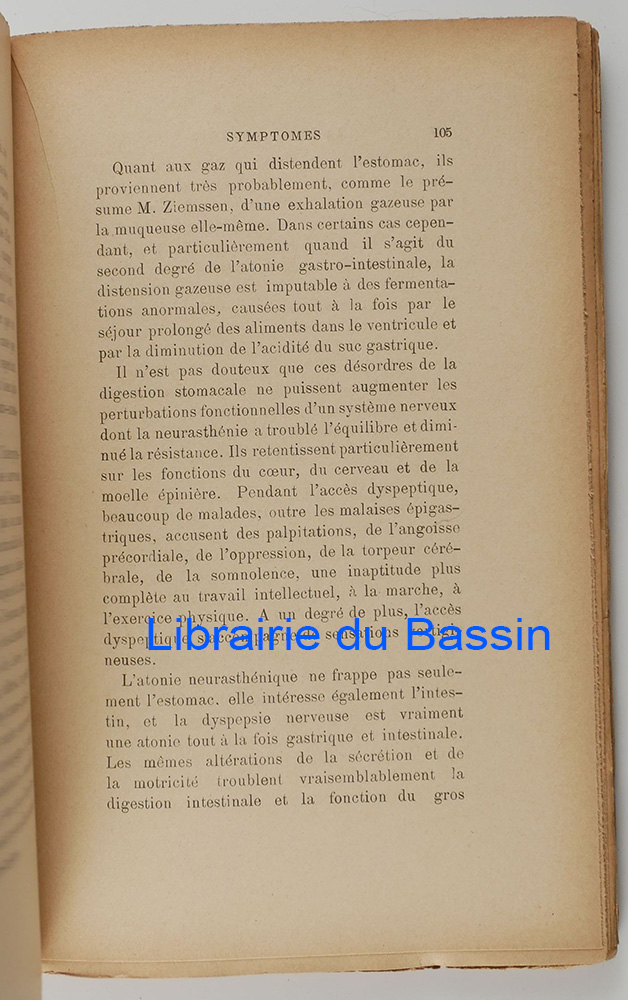 SYMPTOMES 105
Quant aux gaz qui distendent l'estomac, ils
proviennent très probablement, comme le pré-
sume M. Ziemssen, d'une exhalation gazeuse par
la muqueuse elle-même. Dans certains cas cepen-
dant, et particulièrement quand il s'agit du
second degré de l'atonie gastro-intestinale, la
distension gazeuse est imputable à des fermenta-
tions anormales, causées tout à la fois par le
séjour prolongé des aliments dans le ventricule et
par la diminution de l'acidité du suc gastrique.
Il n'est pas douteux que ces désordres de la
digestion stomacale ne puissent augmenter les
perturbations fonctionnelles d'un système nerveux
dont la neurasthénie a troublé l'équilibre et dimi-
nué la résistance. Ils retentissent particulièrement
sur les fonctions du cœur, du cerveau et de la
moelle épinière. Pendant l'accès dyspeptique,
beaucoup de malades, outre les malaises épigas-
triques, accusent des palpitations, de l'angoisse
précordiale, de l'oppression, de la torpeur céré-
brale, de la somnolence, une inaptitude plus
complète au travail intellectuel, à la marche, à
l'exercice physique. A un degré de plus, l'accès
dyspeptique s'accompagne de sensations vertigi-
Librairie du Bassin
neuses.
L'atonie neurasthénique ne frappe pas seule-
ment l'estomac. elle intéresse également l'intes-
tin, et la dyspepsie nerveuse est vraiment
une atonie tout à la fois gastrique et intestinale.
Les mêmes altérations de la sécrétion et de
la motricité troublent vraisemblablement la
digestion intestinale et la fonction du gros